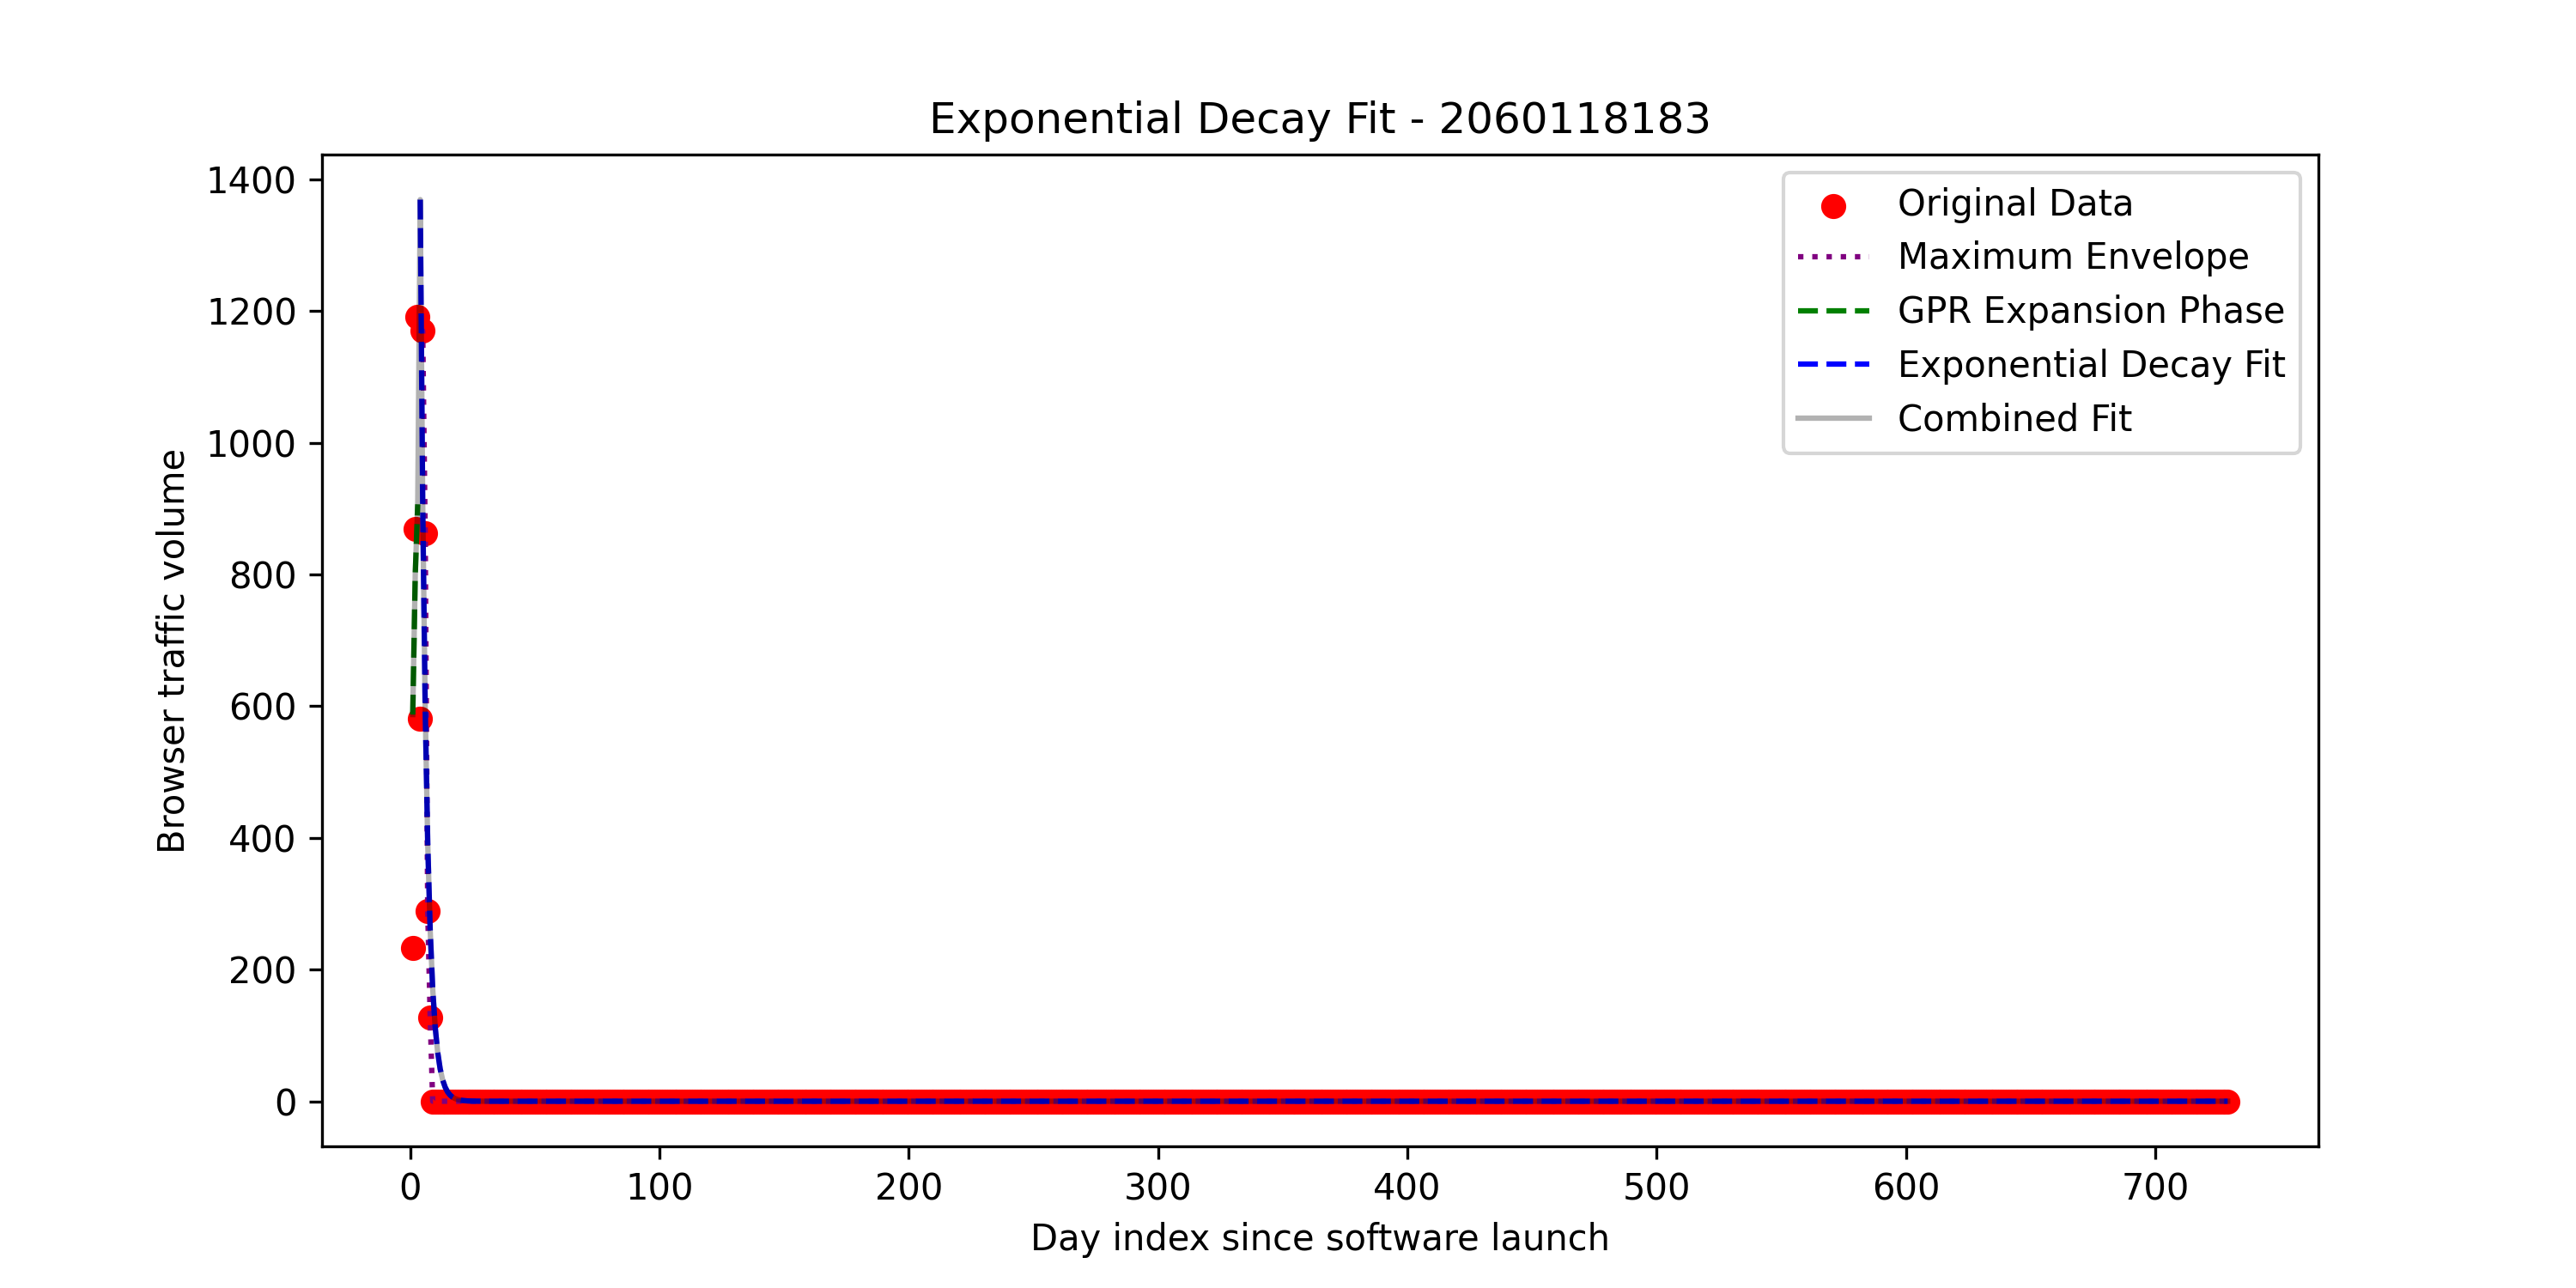 Exponential Decay Fit - 2060118183
1400
1200
1000
800
600
400
200
0
Browser traffic volume
Original Data
Maximum Envelope
GPR Expansion Phase
Exponential Decay Fit
Combined Fit
0 100 200 300 400 500 600 700
Day index since software launch